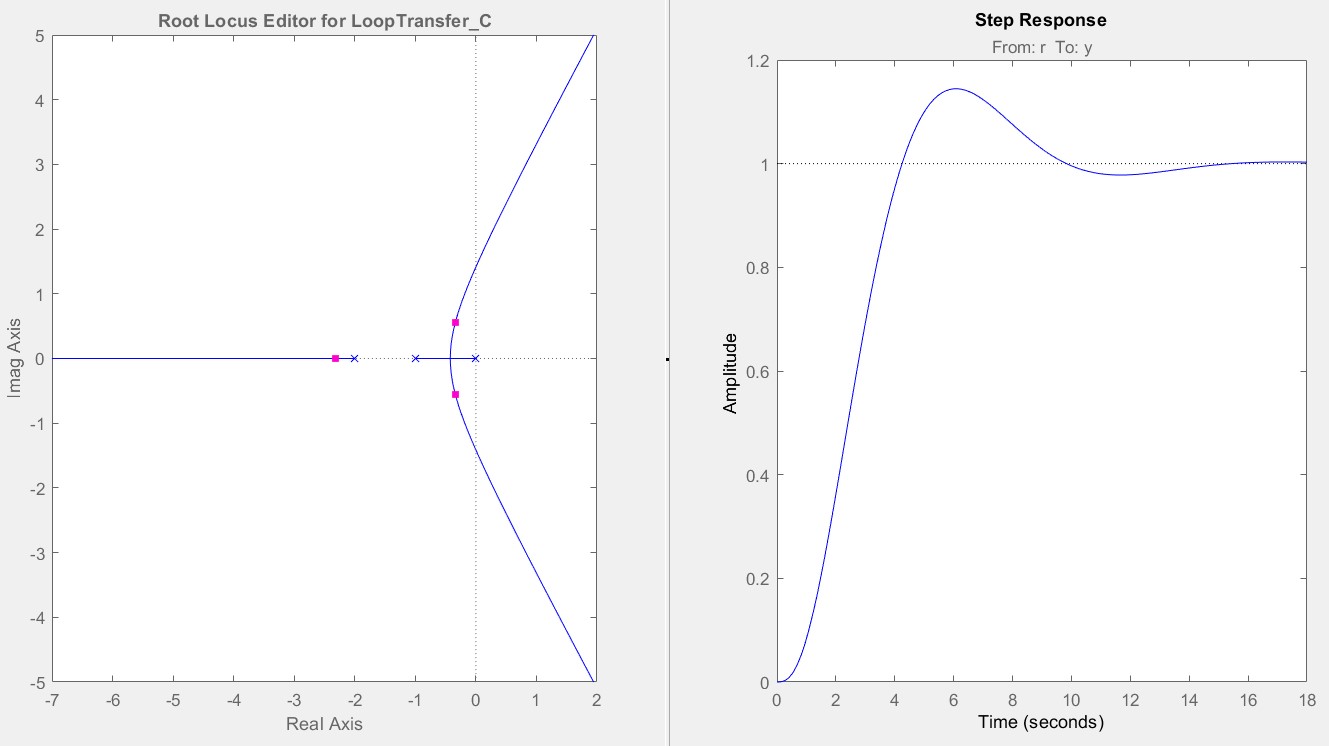 Root Locus Editor for LoopTransfer_C
5
4
3
2
1
0
-1
-2
-3
-4
-5
Imag Axis
-7 -6 -5 -4 -3 -2 -1 0 1 2
Real Axis
Step Response
From: r To: y
1.2
1
0.8
0.6
0.4
0.2
0
Amplitude
0 2 4 6 8 10 12 14 16 18
Time (seconds)